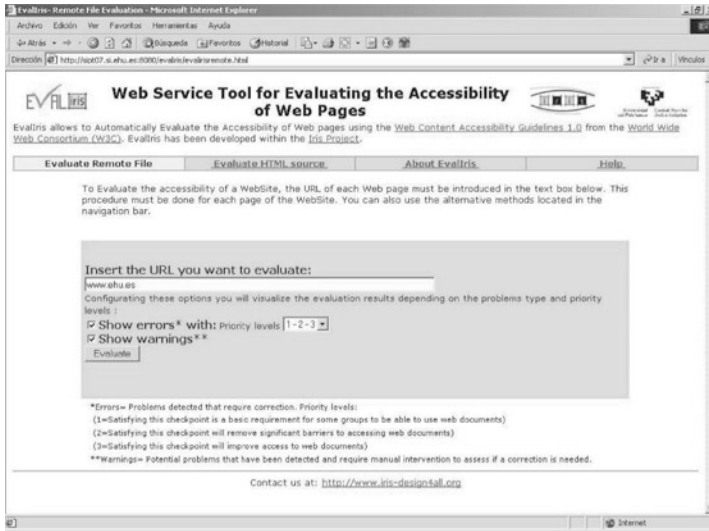 EvalIris- Remote File Evaluation - Microsoft Internet Explorer
Archivo Edición Ver Favoritos Herramientas Ayuda
Atrás Búsqueda Favoritos Historial
Dirección http://sipt07.si.ehu.es:8080/evaliris/evalirisremote.html Ir a Vínculos
EVAL IRIS
Web Service Tool for Evaluating the Accessibility
of Web Pages
EvalIris allows to Automatically Evaluate the Accessibility of Web pages using the Web Content Accessibility Guidelines 1.0 from the World Wide
Web Consortium (W3C). EvalIris has been developed within the Iris Project.
Evaluate Remote File Evaluate HTML source About EvalIris Help
To Evaluate the accessibility of a WebSite, the URL of each Web page must be introduced in the text box below. This
procedure must be done for each page of the WebSite. You can also use the alternative methods located in the
navigation bar.
Insert the URL you want to evaluate:
www.ehu.es
Configurating these options you will visualize the evaluation results depending on the problems type and priority
levels :
Show errors* with: Priority levels 1-2-3
Show warnings**
Evaluate
*Errors= Problems detected that require correction. Priority levels:
(1=Satisfying this checkpoint is a basic requirement for some groups to be able to use web documents)
(2=Satisfying this checkpoint will remove significant barriers to accessing web documents)
(3=Satisfying this checkpoint will improve access to web documents)
**Warnings= Potential problems that have been detected and require manual intervention to assess if a correction is needed.
Contact us at: http://www.iris-design4all.org
Internet